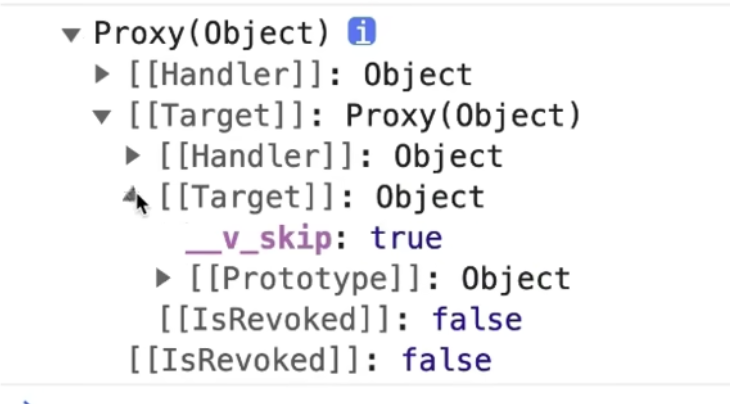 Proxy(Object) i
[[Handler]]: Object
[[Target]]: Proxy(Object)
[[Handler]]: Object
[[Target]]: Object
__v_skip: true
[[Prototype]]: Object
[[IsRevoked]]: false
[[IsRevoked]]: false